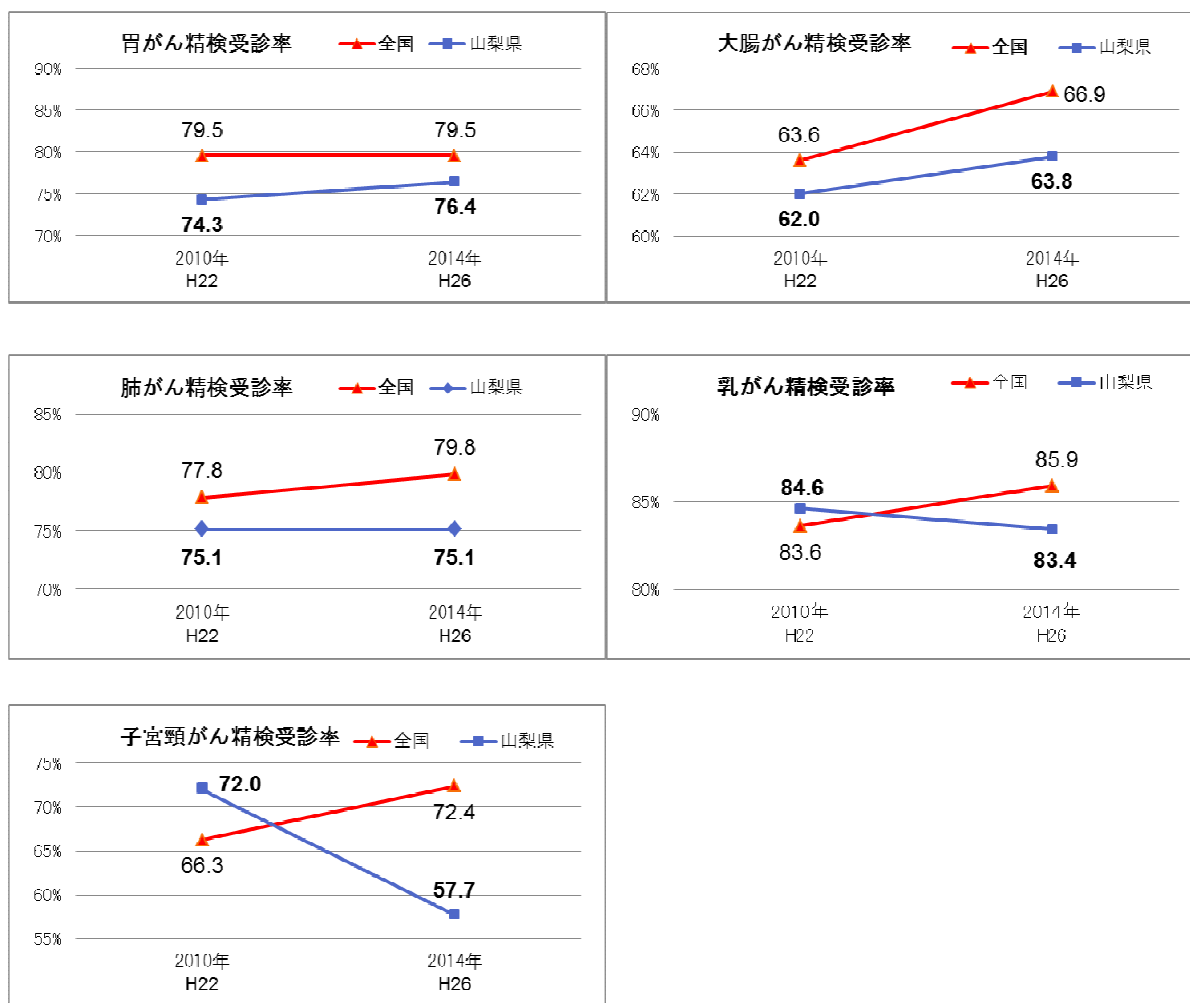 胃がん精検受診率 全国 山梨県
90%
85%
80%
75%
70%
79.5 79.5
74.3 76.4
2010年 2014年
H22 H26
大腸がん精検受診率 全国 山梨県
68%
66%
64%
62%
60%
63.6 66.9
62.0 63.8
2010年 2014年
H22 H26
肺がん精検受診率 全国 山梨県
85%
80%
75%
70%
77.8 79.8
75.1 75.1
2010年 2014年
H22 H26
乳がん精検受診率 全国 山梨県
90%
85%
80%
84.6 85.9
83.6 83.4
2010年 2014年
H22 H26
子宮頸がん精検受診率 全国 山梨県
75%
70%
65%
60%
55%
72.0 72.4
66.3 57.7
2010年 2014年
H22 H26